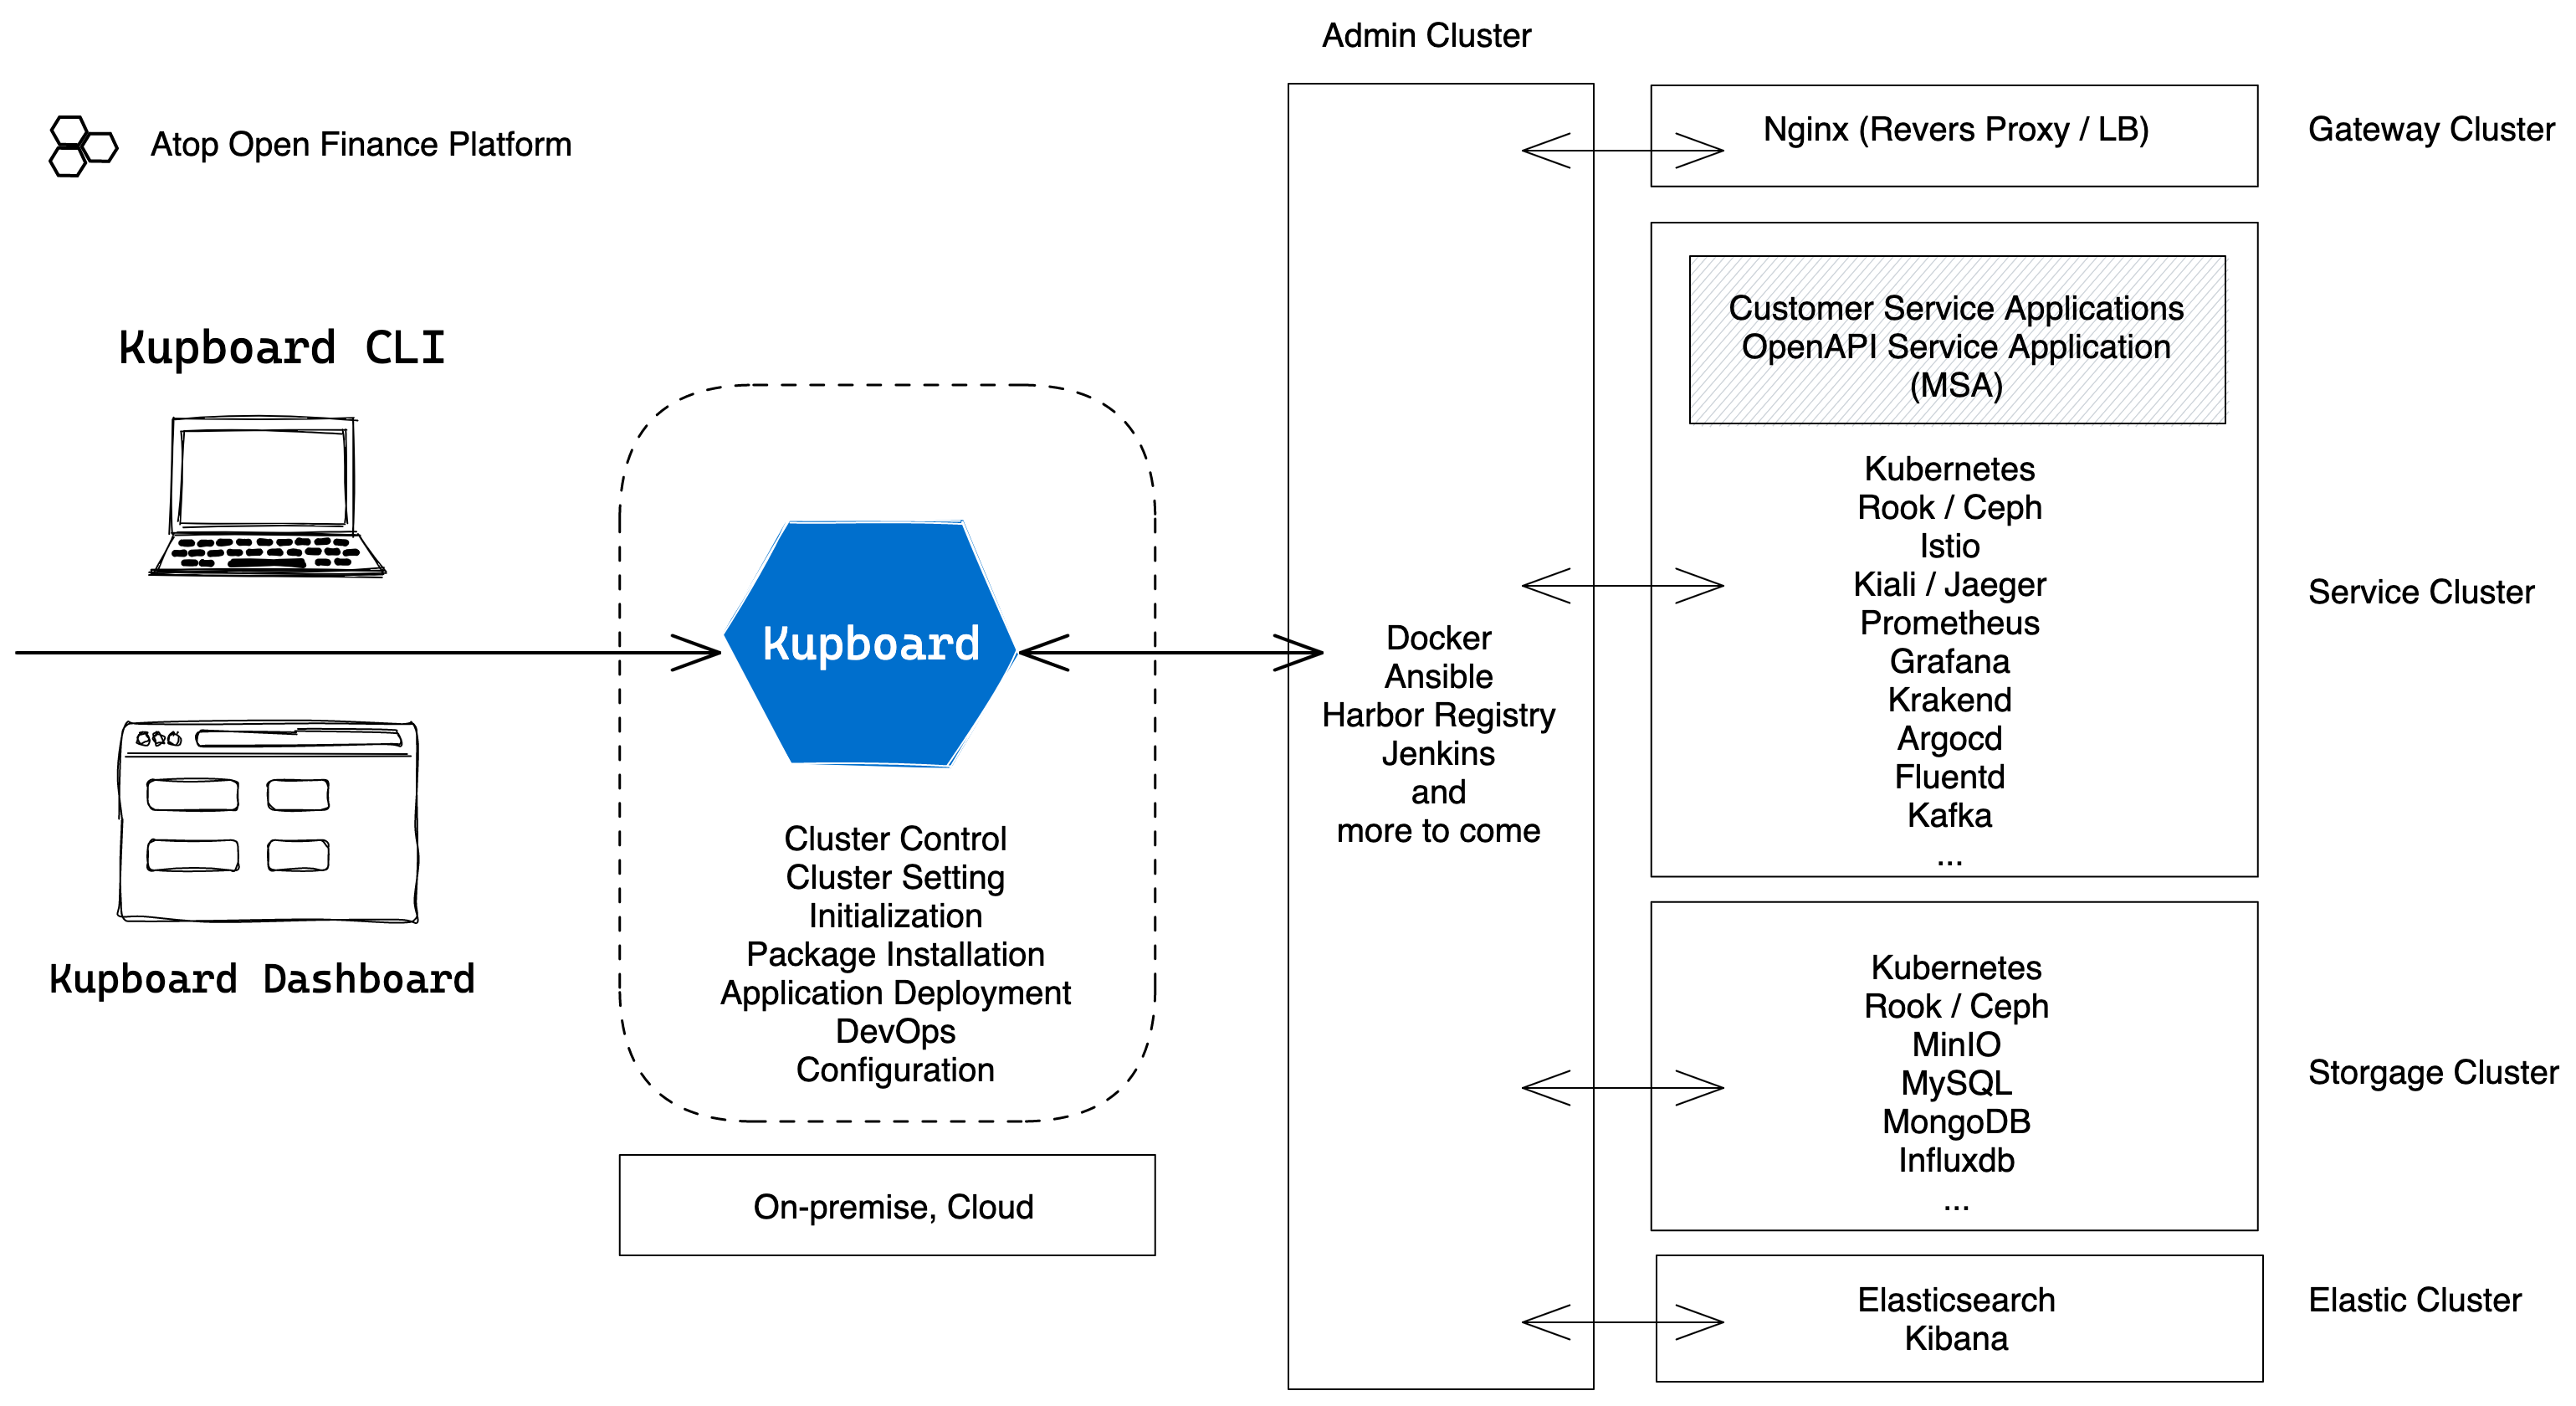 Admin Cluster
Atop Open Finance Platform
Kupboard CLI
Kupboard Dashboard
Kupboard
Cluster Control
Cluster Setting
Initialization
Package Installation
Application Deployment
DevOps
Configuration
On-premise, Cloud
Docker
Ansible
Harbor Registry
Jenkins
and
more to come
Nginx (Revers Proxy / LB)
Gateway Cluster
Customer Service Applications
OpenAPI Service Application
(MSA)
Kubernetes
Rook / Ceph
Istio
Kiali / Jaeger
Prometheus
Grafana
Krakend
Argocd
Fluentd
Kafka
...
Service Cluster
Kubernetes
Rook / Ceph
MinIO
MySQL
MongoDB
Influxdb
...
Storgage Cluster
Elasticsearch
Kibana
Elastic Cluster